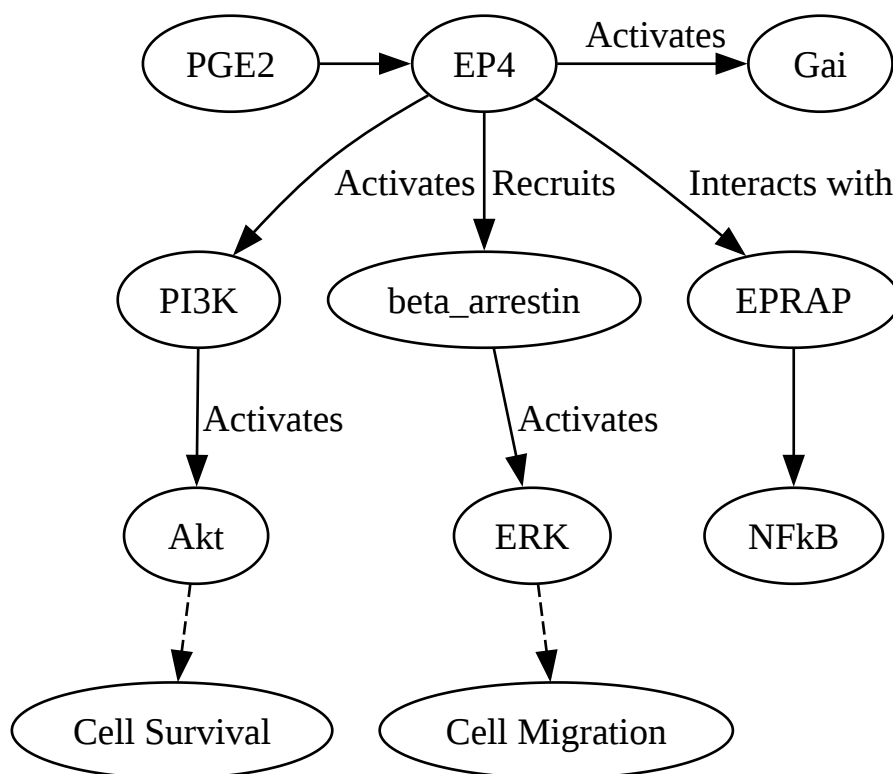 Activates
PGE2
EP4
Gai
Activates
Recruits
Interacts with
PI3K
beta_arrestin
EPRAP
Activates
Activates
Akt
ERK
NFkB
Cell Survival
Cell Migration